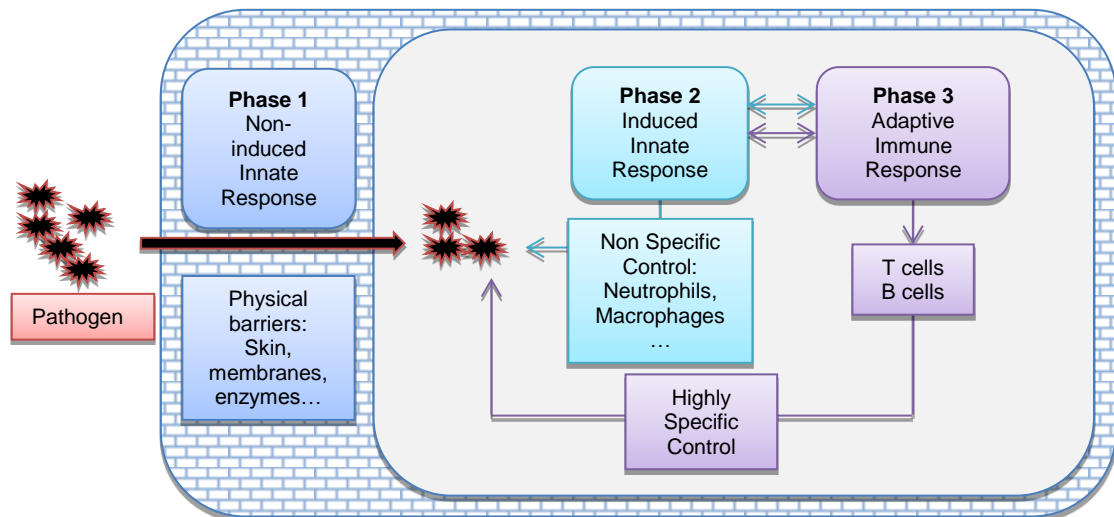 Phase 1
Non-
induced
Innate
Response
Phase 2
Induced
Innate
Response
Phase 3
Adaptive
Immune
Response
Pathogen
Physical
barriers:
Skin,
membranes,
enzymes…
Non Specific
Control:
Neutrophils,
Macrophages
…
T cells
B cells
Highly
Specific
Control